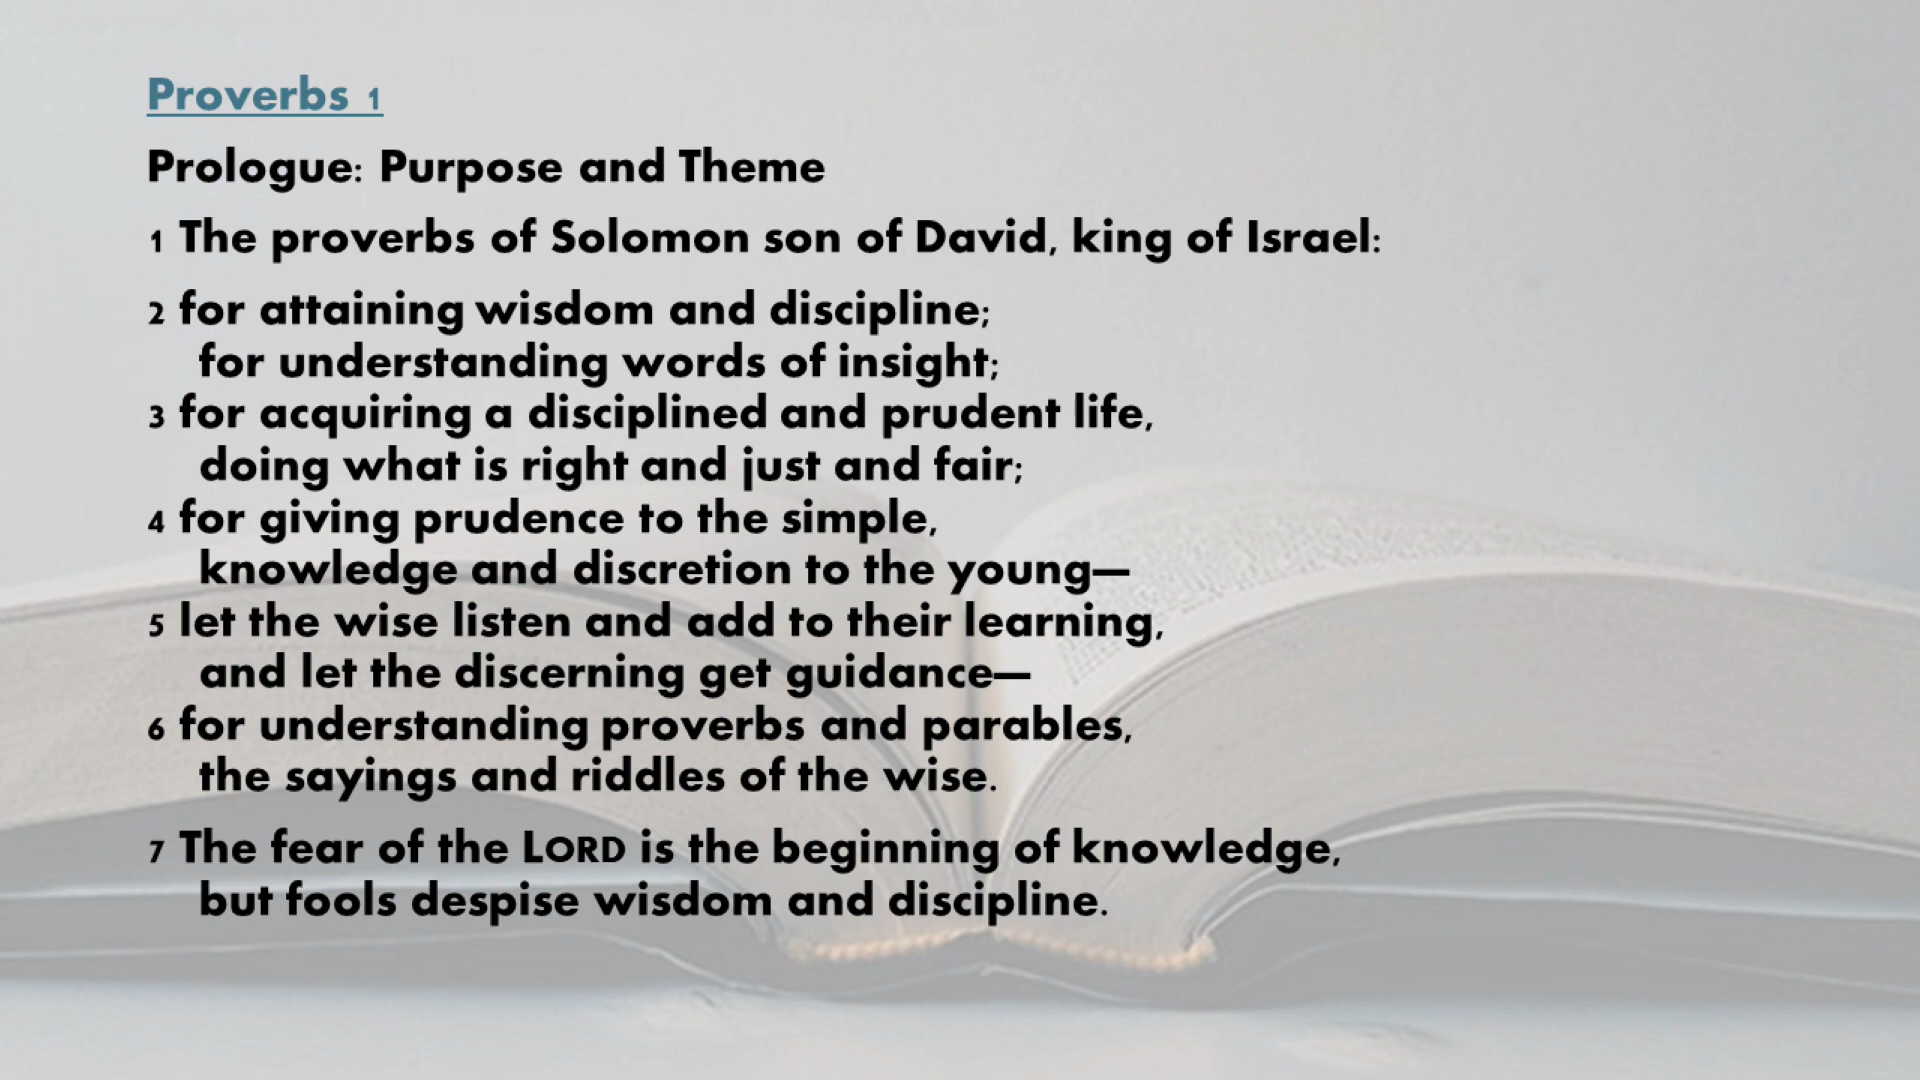 Proverbs 1
Prologue: Purpose and Theme
1 The proverbs of Solomon son of David, king of Israel:
2 for attaining wisdom and discipline;
for understanding words of insight;
3 for acquiring a disciplined and prudent life,
doing what is right and just and fair;
4 for giving prudence to the simple,
knowledge and discretion to the young—
5 let the wise listen and add to their learning,
and let the discerning get guidance—
6 for understanding proverbs and parables,
the sayings and riddles of the wise.
7 The fear of the LORD is the beginning of knowledge,
but fools despise wisdom and discipline.